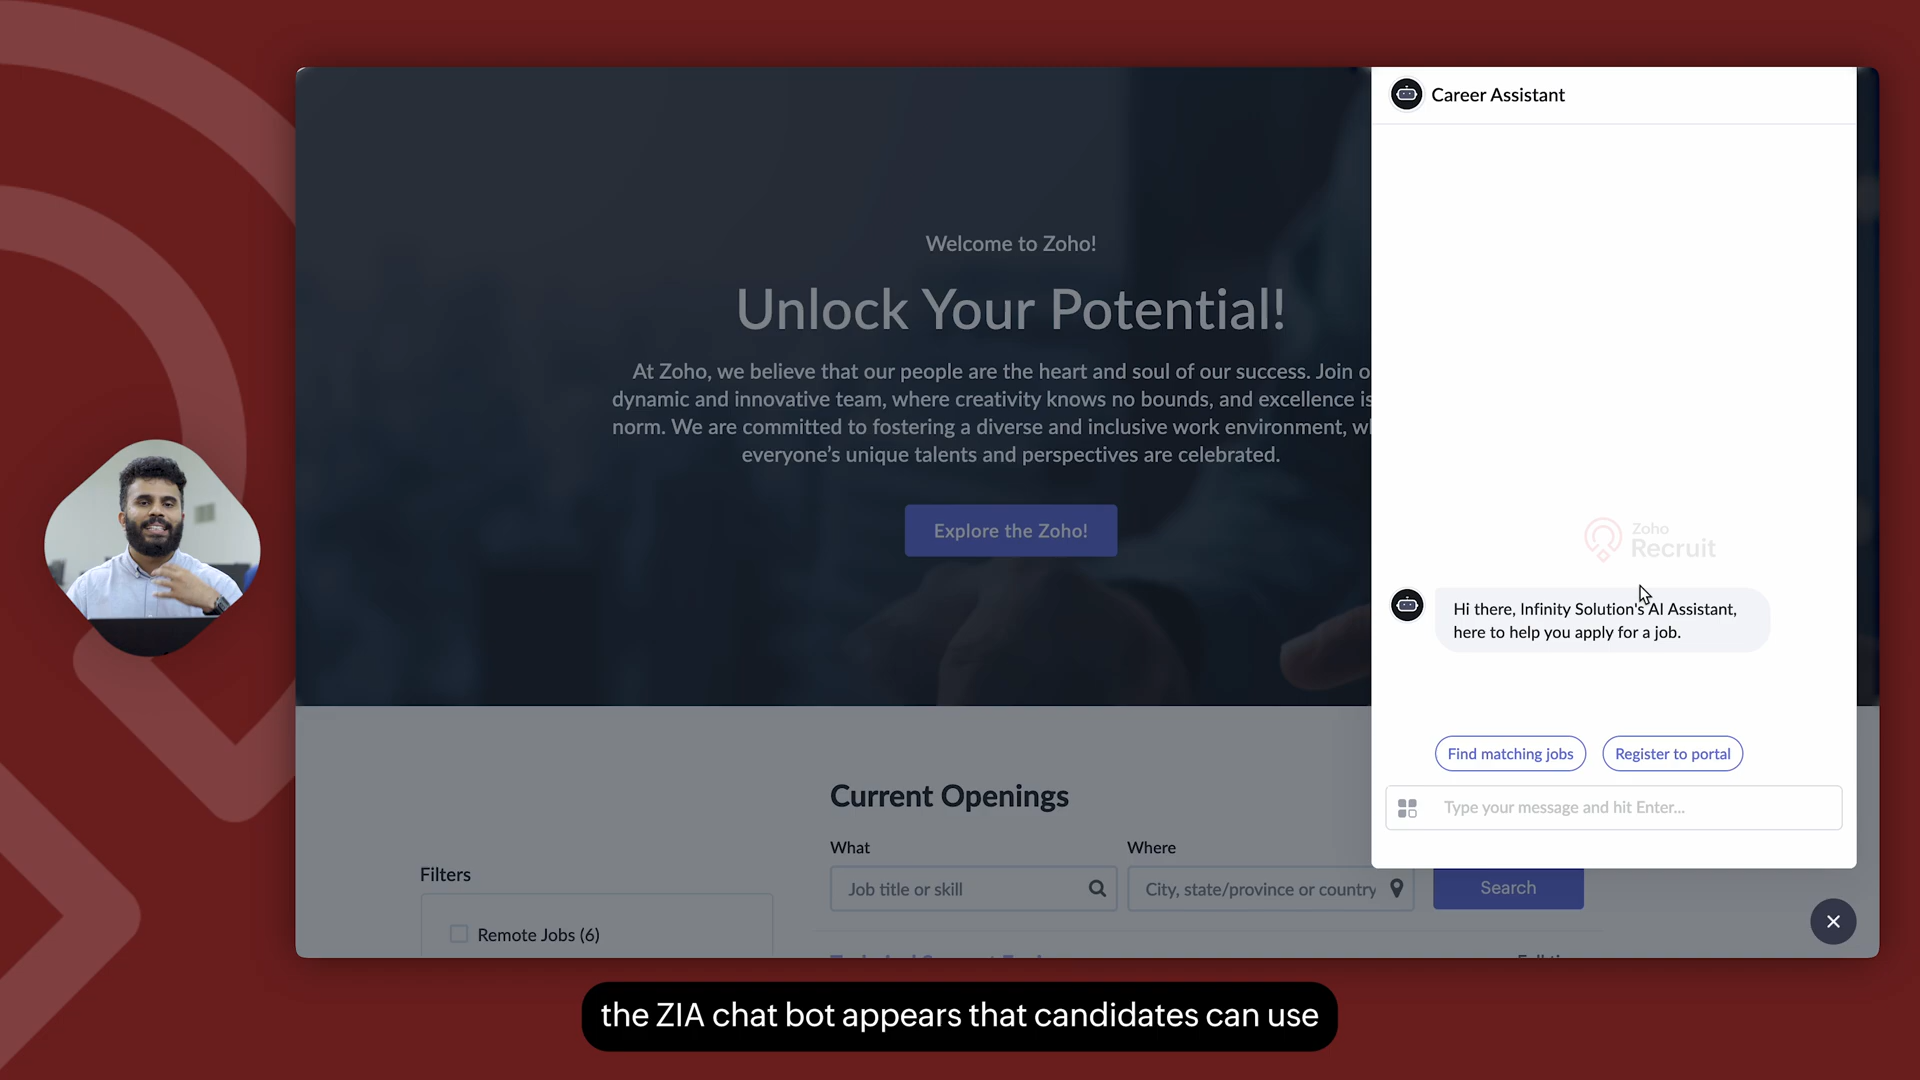 Career Assistant
Welcome to Zoho!
Unlock Your Potential!
At Zoho, we believe that our people are the heart and soul of our success. Join o
dynamic and innovative team, where creativity knows no bounds, and excellence is
norm. We are committed to fostering a diverse and inclusive work environment, wh
everyone's unique talents and perspectives are celebrated.
Explore the Zoho!
Zoho
Recruit
Hi there, Infinity Solution's AI Assistant,
here to help you apply for a job.
Find matching jobs
Register to portal
Type your message and hit Enter...
Current Openings
What
Where
Job title or skill
City, state/province or country
Search
Filters
Remote Jobs (6)
the ZIA chat bot appears that candidates can use